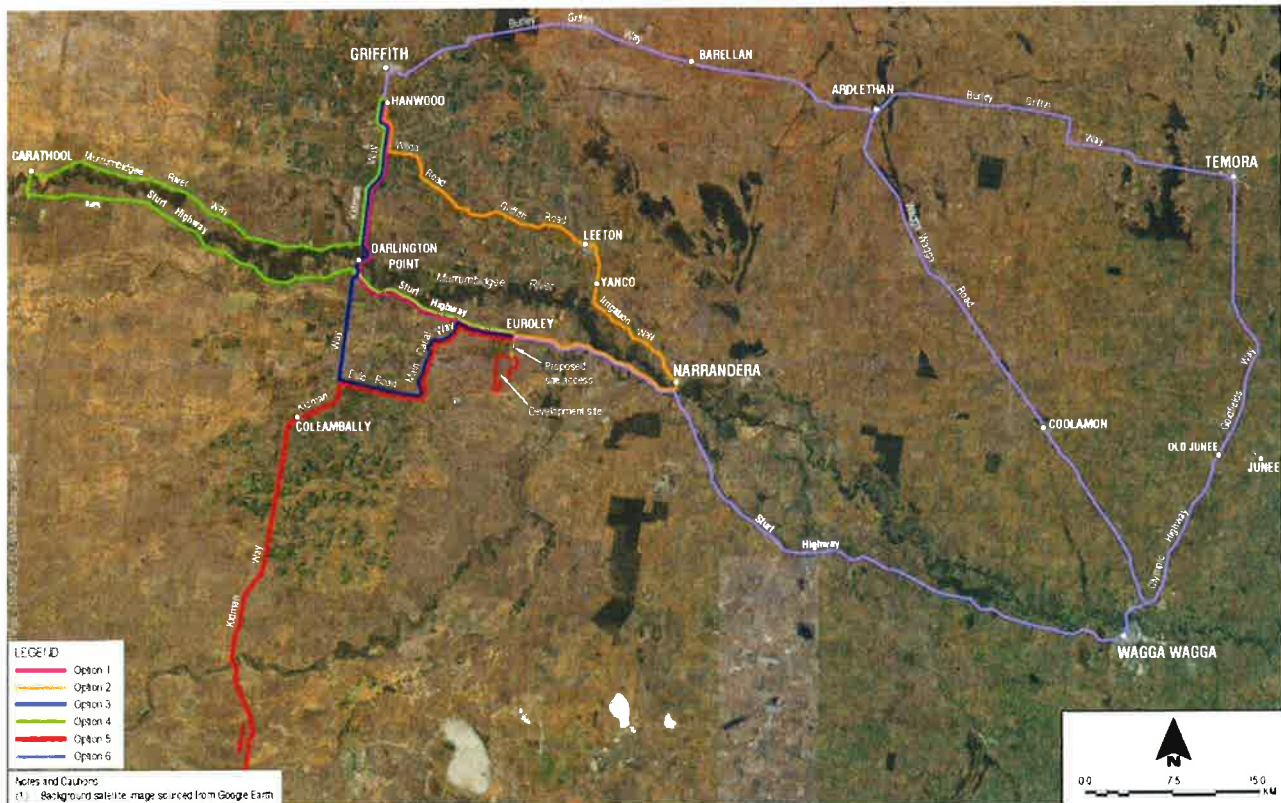 Burley
Griffin
Way
GRIFFITH
BARELLAN
ARDLETHAN
HANWOOD
Burley
Griffin
Way
TEMORA
CARATHOOL
Murrumbidgee
River
Way
Road
Sturt
Highway
Kidman
Way
Griffith
Road
LEETON
Wagga Wagga
Road
DARLINGTON
POINT
YANCO
Murrumbidgee
River
Irrigation
Way
Sturt
Highway
EUROLEY
Main
Canal
Way
Way
Road
Proposed
site access
NARRANDERA
Development site
Kidman
COLEAMBALLY
Goldfields
Way
COOLAMON
OLD JUNEE
JUNEE
Way
Kidman
Sturt
Highway
Olympic
Highway
WAGGA WAGGA
LEGEND
Option 1
Option 2
Option 3
Option 4
Option 5
Option 6
Notes and Cautions
(1) Background satellite image sourced from Google Earth
N
0.0
7.5
15.0
KM